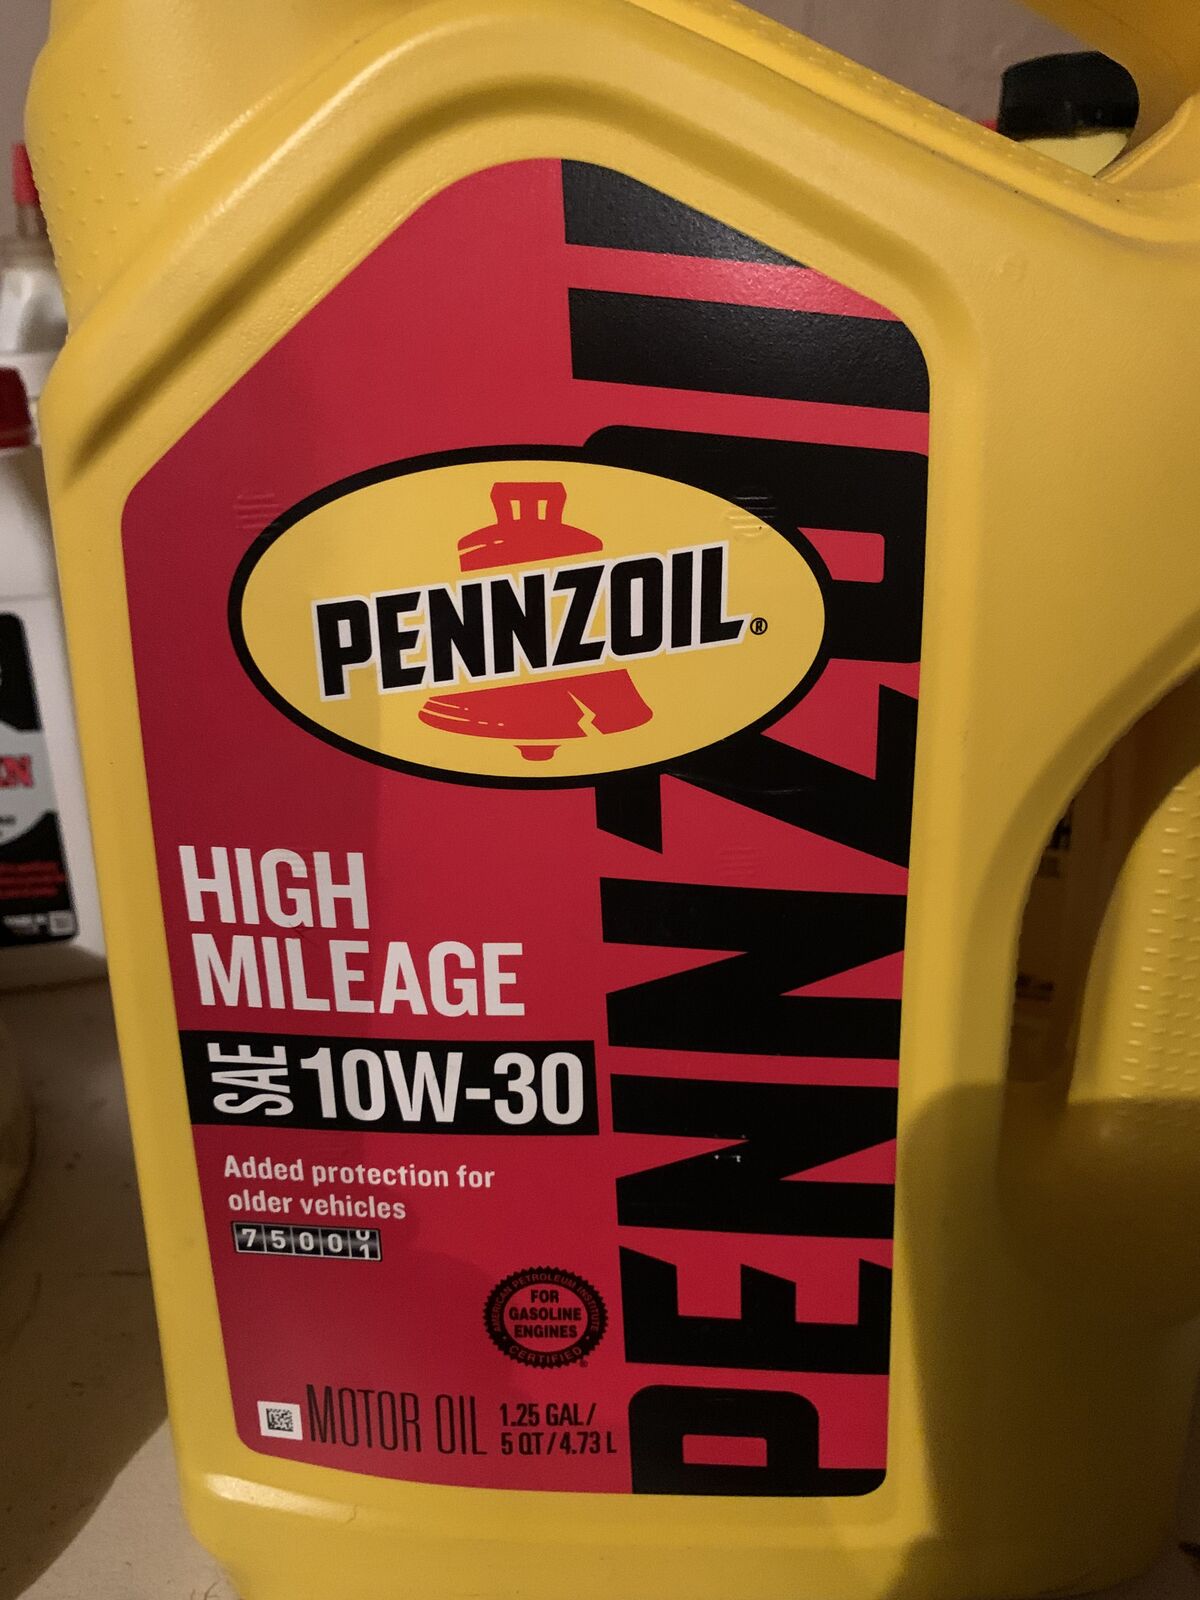 PENNZOIL®
HIGH
MILEAGE
SAE 10W-30
Added protection for
older vehicles
7500
AMERICAN PETROLEUM INSTITUTE
FOR
GASOLINE
ENGINES
CERTIFIED
MOTOR OIL
1.25 GAL/
5 QT/4.73 L
PENNZOIL